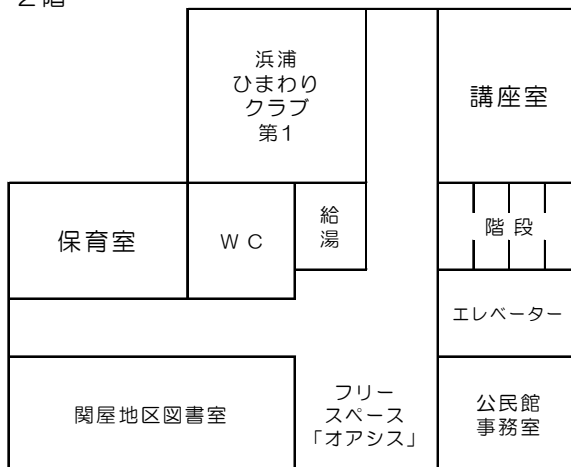 2階
浜浦
ひまわり
クラブ
第1
講座室
保育室
WC
給
湯
階段
エレベーター
関屋地区図書室
フリー
スペース
「オアシス」
公民館
事務室